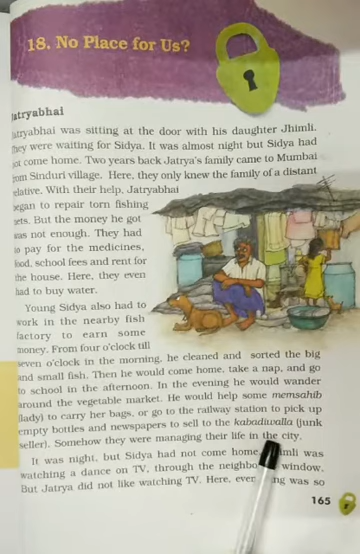 18. No Place for Us?
Jatryabhai
Jatryabhai was sitting at the door with his daughter Jhimli.
They were waiting for Sidya. It was almost night but Sidya had
not come home. Two years back Jatrya's family came to Mumbai
from Sinduri village. Here, they only knew the family of a distant
relative. With their help, Jatryabhai
began to repair torn fishing
nets. But the money he got
was not enough. They had
to pay for the medicines,
food, school fees and rent for
the house. Here, they even
had to buy water.
Young Sidya also had to
work in the nearby fish
factory to earn some
money. From four o'clock till
seven o'clock in the morning, he cleaned and sorted the big
and small fish. Then he would come home, take a nap, and go
to school in the afternoon. In the evening he would wander
around the vegetable market. He would help some memsahib
(lady) to carry her bags, or go to the railway station to pick up
empty bottles and newspapers to sell to the kabadiwalla (junk
seller). Somehow they were managing their life in the city.
It was night, but Sidya had not come home. was
watching a dance on TV, through the window.
But Jatrya did not like watching TV. Here, was so
165